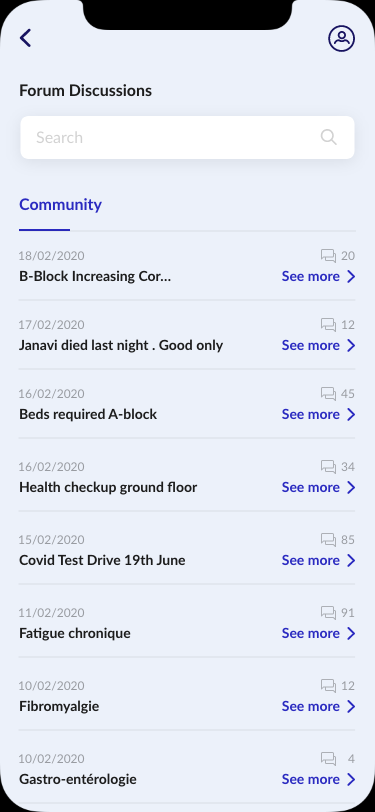 Forum Discussions
Search
Community
18/02/2020 20
B-Block Increasing Cor... See more
17/02/2020 12
Janavi died last night . Good only See more
16/02/2020 45
Beds required A-block See more
16/02/2020 34
Health checkup ground floor See more
15/02/2020 85
Covid Test Drive 19th June See more
11/02/2020 91
Fatigue chronique See more
10/02/2020 12
Fibromyalgie See more
10/02/2020 4
Gastro-entérologie See more